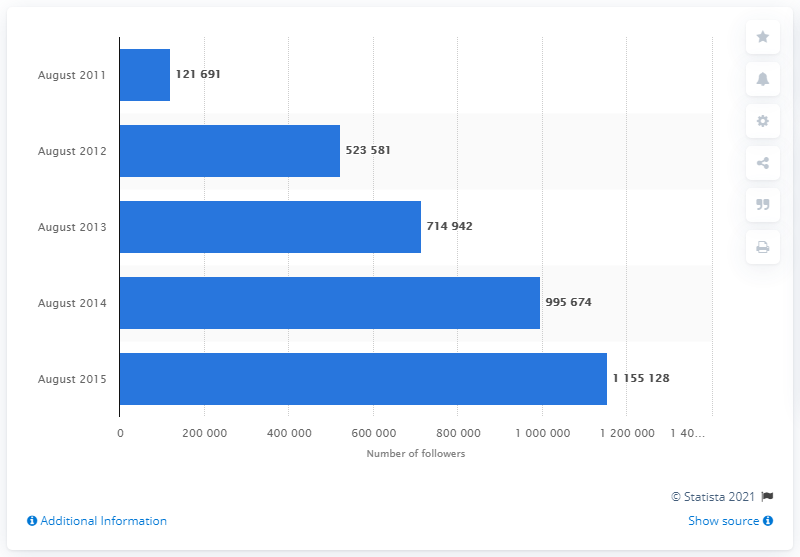 August 2011
121 691
August 2012
523 581
August 2013
714 942
August 2014
995 674
August 2015
1 155 128
0 200 000 400 000 600 000 800 000 1 000 000 1 200 000 1 40...
Number of followers
© Statista 2021
Additional Information
Show source